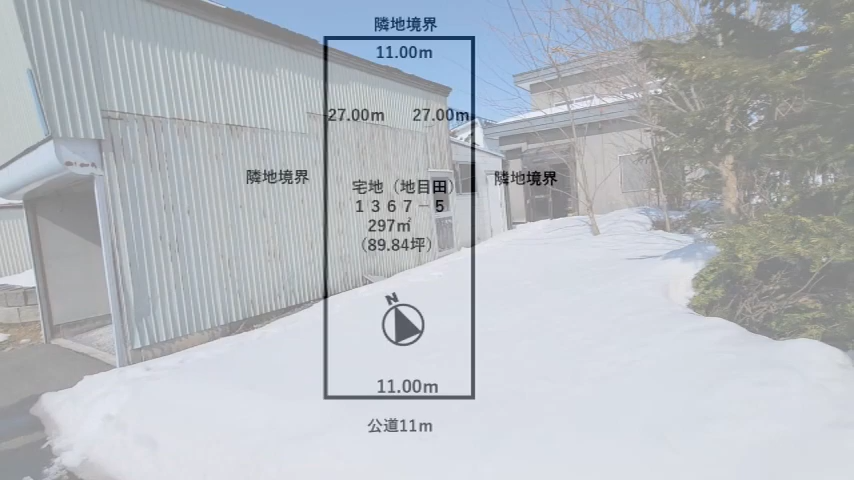 隣地境界
11.00m
27.00m 27.00m
隣地境界 隣地境界
宅地（地目田）
１３６７－５
297㎡
（89.84坪）
N
11.00m
公道11m